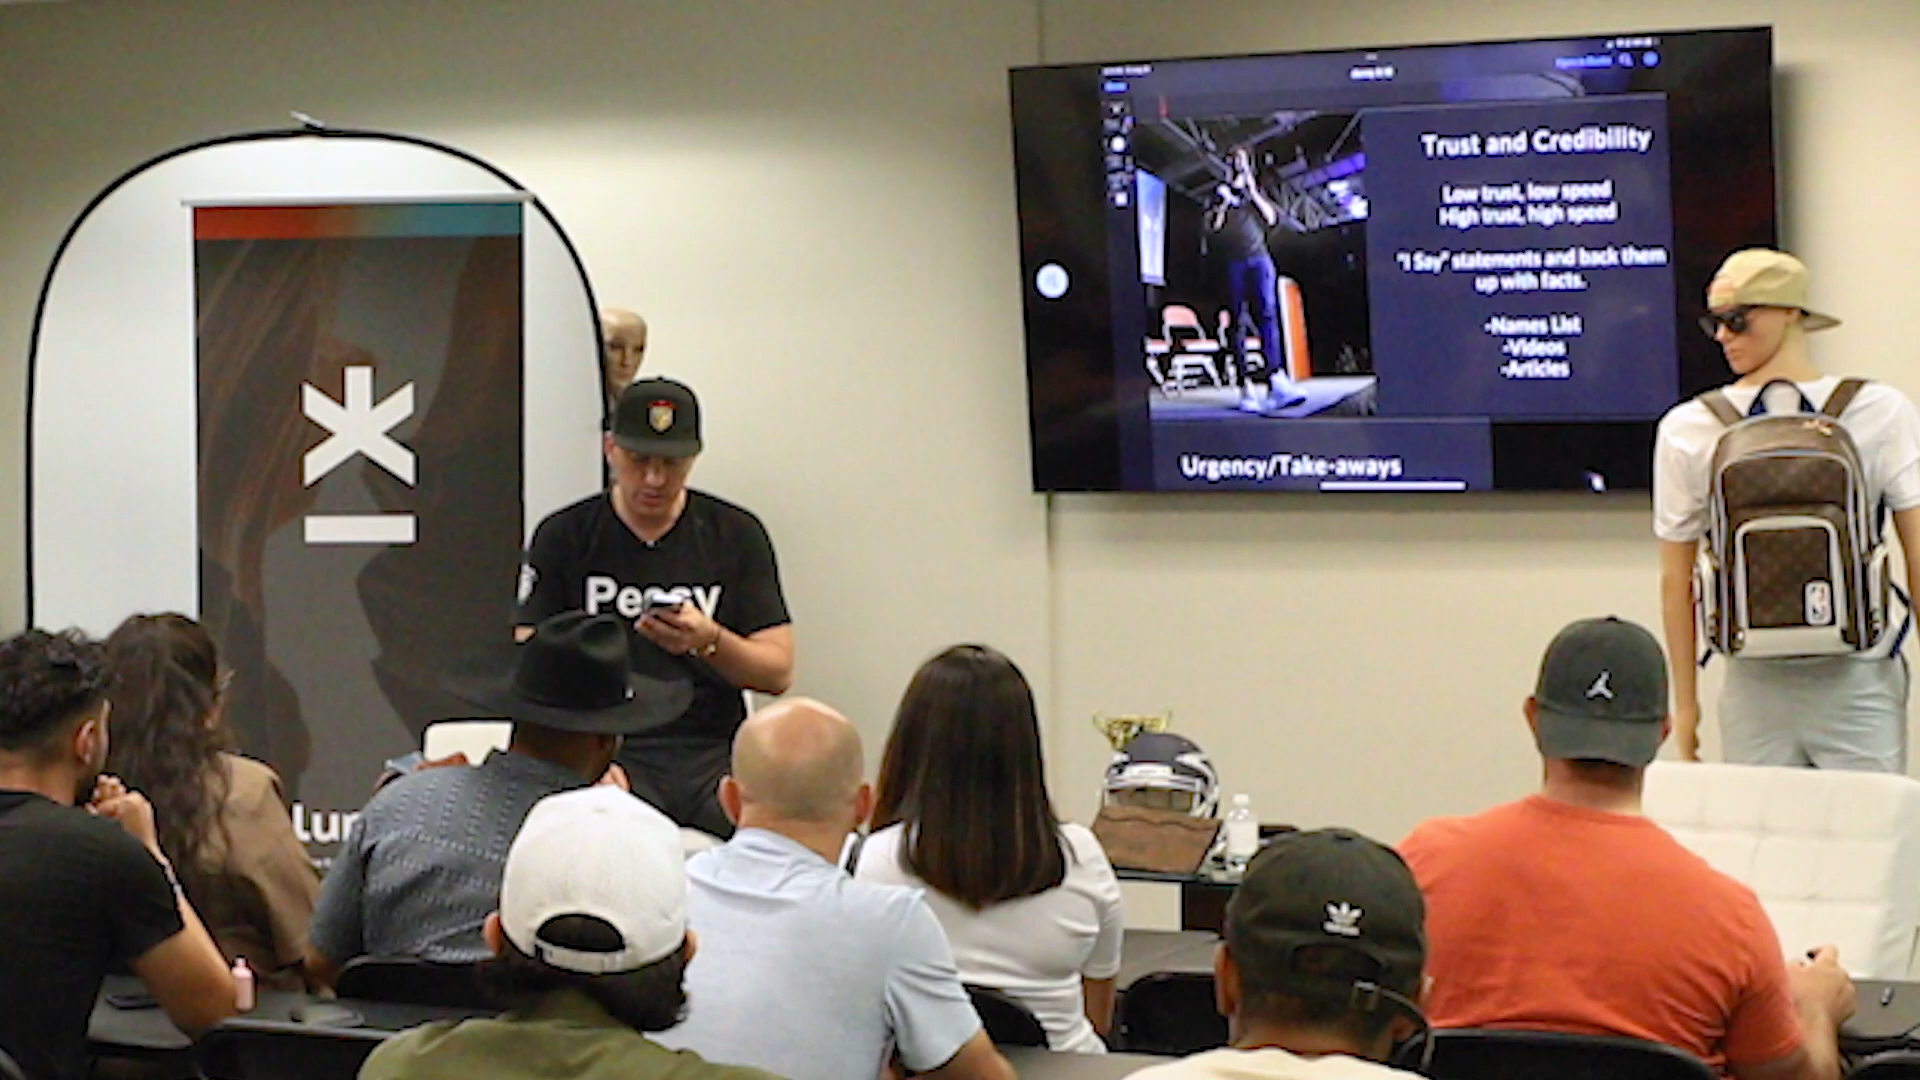 Trust and Credibility
Low trust, low speed
High trust, high speed
"I Say" statements and back them
up with facts.
-Names List
-Videos
-Articles
Urgency/Take-aways